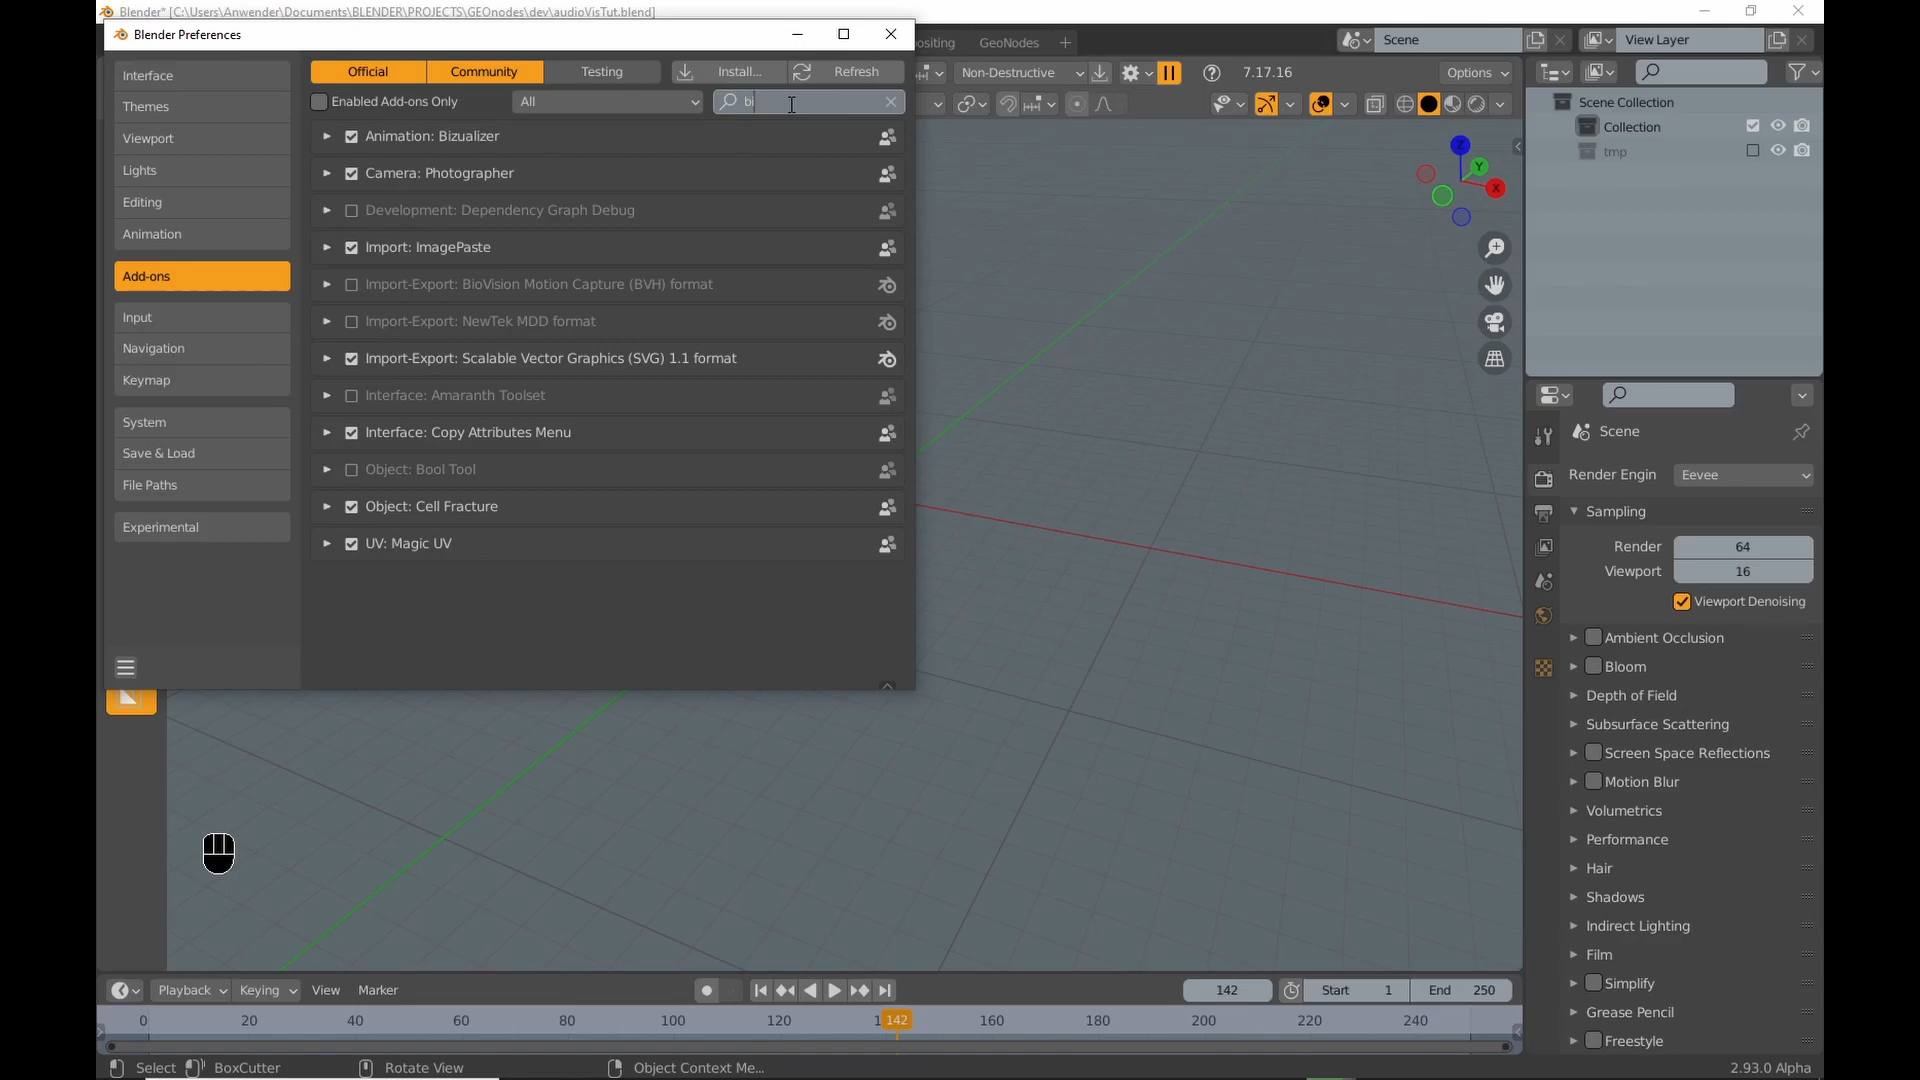 Blender* [C:\Users\Anwender\Documents\BLENDER\PROJECTS\GEOnodes\dev\audioVisTut.blend]
Blender Preferences
Interface
Themes
Viewport
Lights
Editing
Animation
Add-ons
Input
Navigation
Keymap
System
Save & Load
File Paths
Experimental
Official Community Testing Install... Refresh
Enabled Add-ons Only All bi
Animation: Bizualizer
Camera: Photographer
Development: Dependency Graph Debug
Import: ImagePaste
Import-Export: BioVision Motion Capture (BVH) format
Import-Export: NewTek MDD format
Import-Export: Scalable Vector Graphics (SVG) 1.1 format
Interface: Amaranth Toolset
Interface: Copy Attributes Menu
Object: Bool Tool
Object: Cell Fracture
UV: Magic UV
ositing GeoNodes + Scene View Layer
Non-Destructive 7.17.16 Options
Z
Y
X
Scene Collection
Collection
tmp
Scene
Render Engin Eevee
Sampling
Render 64
Viewport 16
Viewport Denoising
Ambient Occlusion
Bloom
Depth of Field
Subsurface Scattering
Screen Space Reflections
Motion Blur
Volumetrics
Performance
Hair
Shadows
Indirect Lighting
Film
Simplify
Grease Pencil
Freestyle
Playback Keying View Marker 142 Start 1 End 250
0 20 40 60 80 100 120 1 142 160 180 200 220 240
Select BoxCutter Rotate View Object Context Me... 2.93.0 Alpha